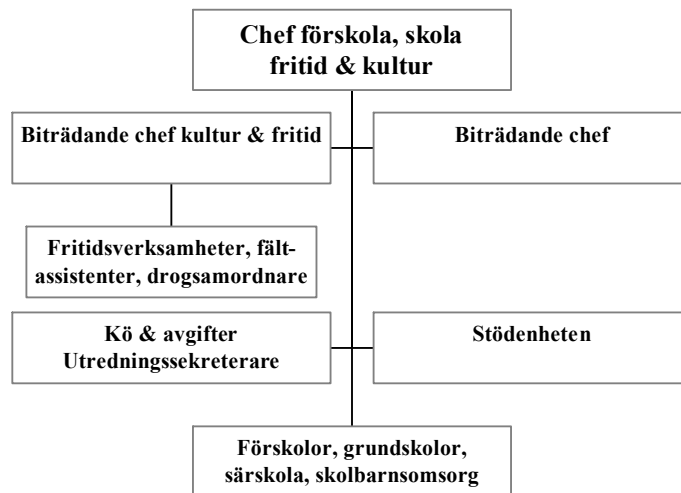 Chef förskola, skola
fritid & kultur
Biträdande chef kultur & fritid
Biträdande chef
Fritidsverksamheter, fält-
assistenter, drogsamordnare
Kö & avgifter
Utredningssekreterare
Stödenheten
Förskolor, grundskolor,
särskola, skolbarnsomsorg